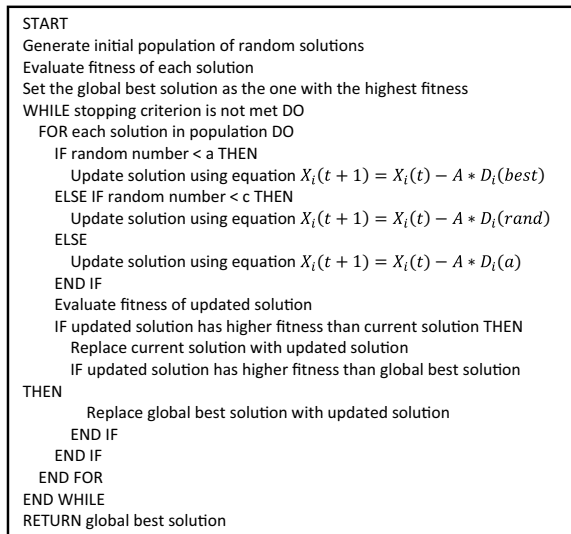 START
Generate initial population of random solutions
Evaluate fitness of each solution
Set the global best solution as the one with the highest fitness
WHILE stopping criterion is not met DO
FOR each solution in population DO
IF random number < a THEN
Update solution using equation X_i(t + 1) = X_i(t) − A * D_i(best)
ELSE IF random number < c THEN
Update solution using equation X_i(t + 1) = X_i(t) − A * D_i(rand)
ELSE
Update solution using equation X_i(t + 1) = X_i(t) − A * D_i(a)
END IF
Evaluate fitness of updated solution
IF updated solution has higher fitness than current solution THEN
Replace current solution with updated solution
IF updated solution has higher fitness than global best solution
THEN
Replace global best solution with updated solution
END IF
END IF
END FOR
END WHILE
RETURN global best solution